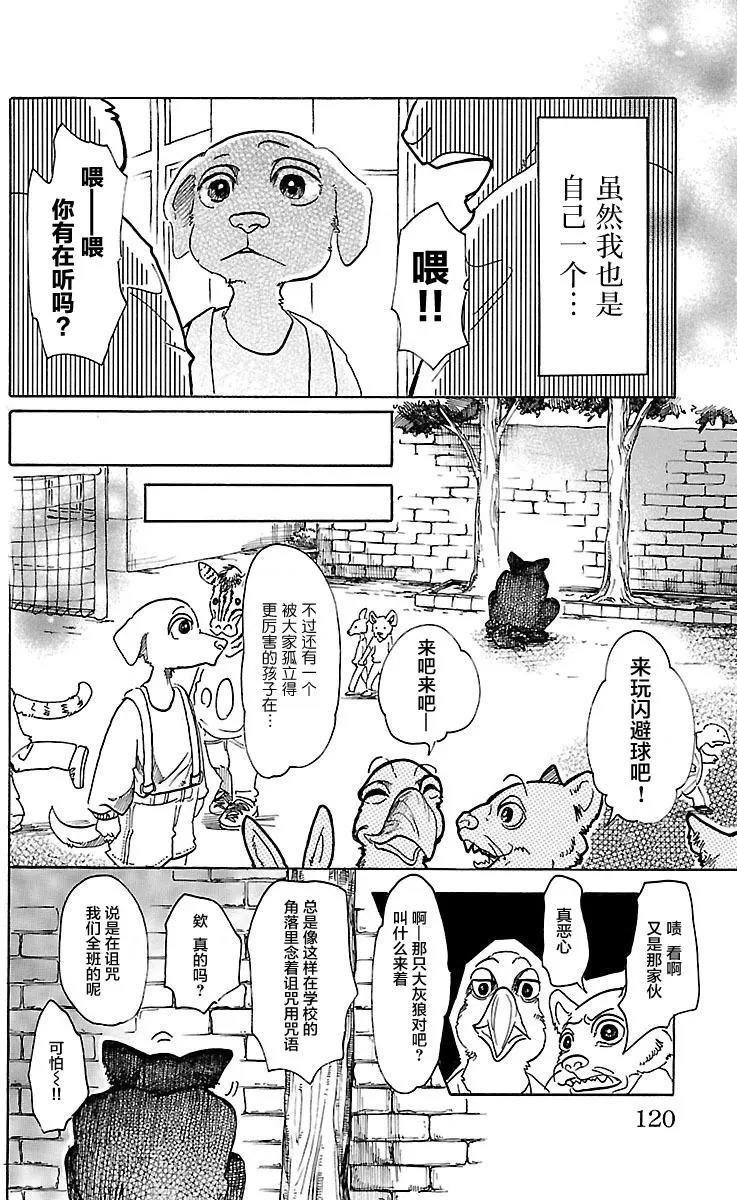 虽然我也是
自己一个…
喂!!
喂——喂
你有在听吗？
来玩闪避球吧！
来吧来吧—
不过还有一个
被大家孤立得
更厉害的孩子在…
啧 看啊
又是那家伙
真恶心
啊—那只大灰狼对吧？
叫什么来着
总是像这样在学校的
角落里念着诅咒用咒语
欸 真的吗？
说是在诅咒
我们全班的呢
可怕～!!
120